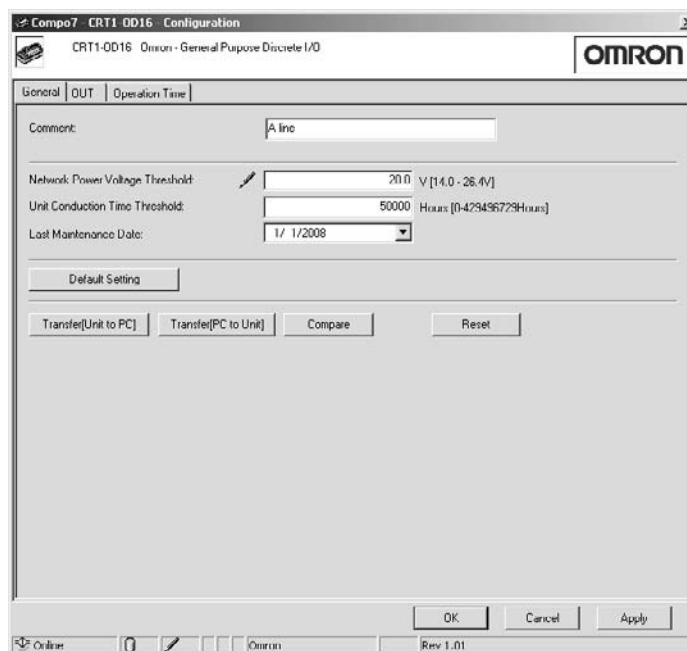 Compo7 - CRT1-OD16 - Configuration
CRT1-OD16 Omron - General Purpose Discrete I/O
OMRON
General OUT Operation Time
Comment: A line
Network Power Voltage Threshold: 20.0 V [14.0 - 26.4V]
Unit Conduction Time Threshold: 50000 Hours [0-429496729Hours]
Last Maintenance Date: 1/ 1/2008
Default Setting
Transfer[Unit to PC] Transfer[PC to Unit] Compare Reset
OK Cancel Apply
Online Omron Rev 1.01